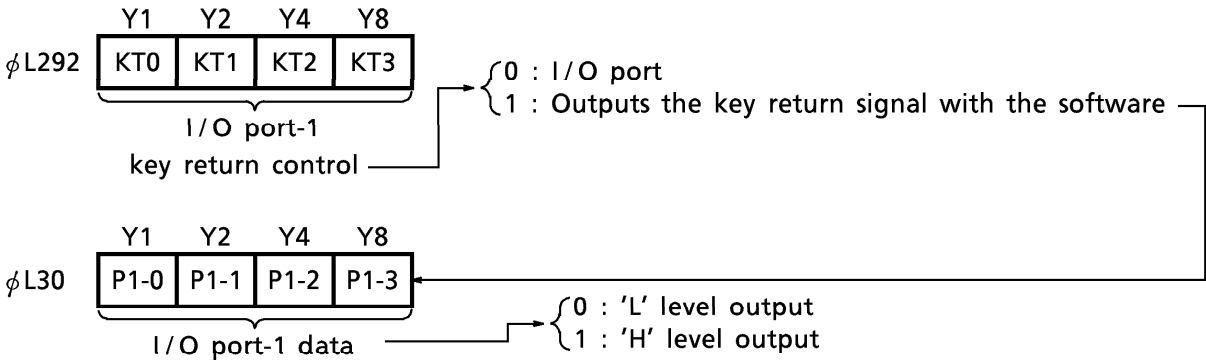 Y1 Y2 Y4 Y8
ϕL292 KT0 KT1 KT2 KT3
0 : I/O port
1 : Outputs the key return signal with the software
I/O port-1
key return control
Y1 Y2 Y4 Y8
ϕL30 P1-0 P1-1 P1-2 P1-3
0 : 'L' level output
1 : 'H' level output
I/O port-1 data